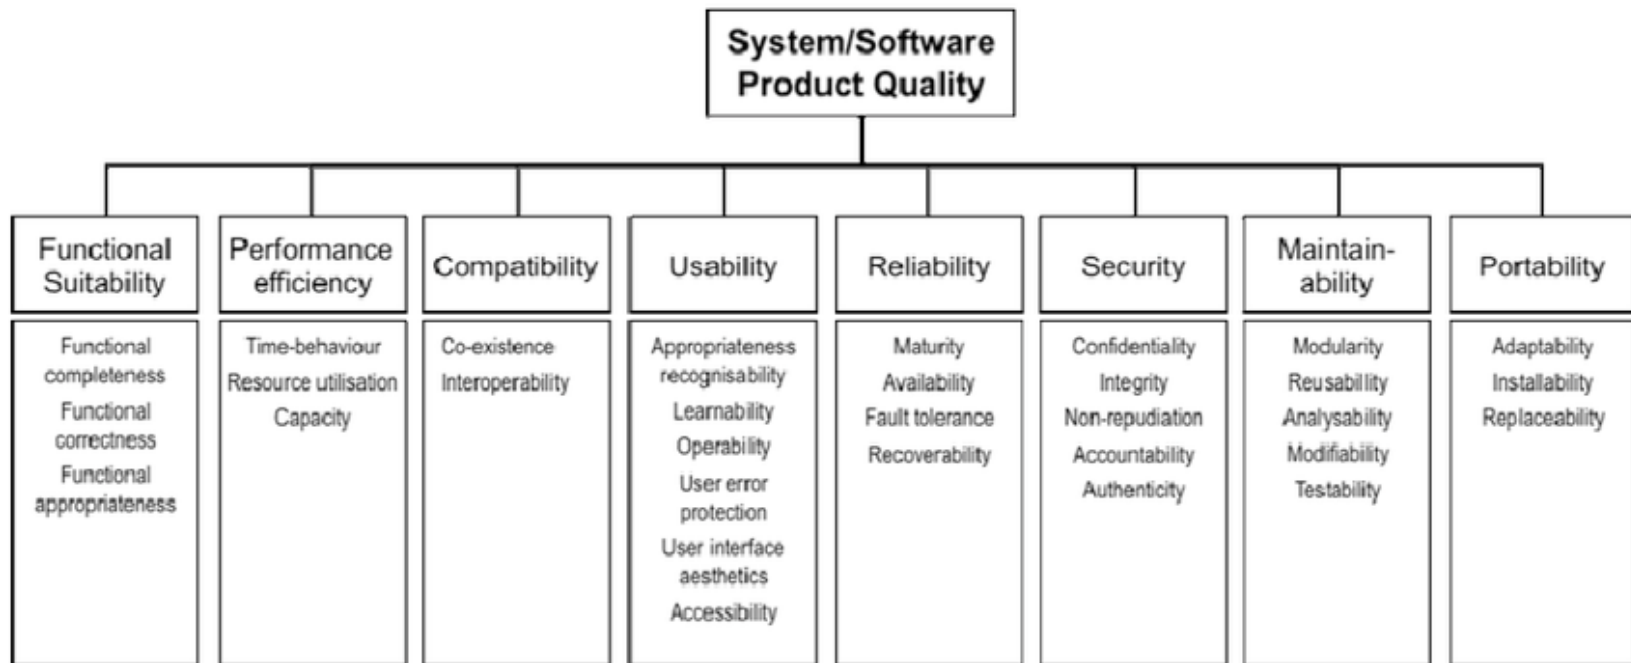 System/Software
Product Quality
Functional
Suitability
Performance
efficiency
Compatibility
Usability
Reliability
Security
Maintain-
ability
Portability
Functional
completeness
Functional
correctness
Functional
appropriateness
Time-behaviour
Resource utilisation
Capacity
Co-existence
Interoperability
Appropriateness
recognisability
Learnability
Operability
User error
protection
User interface
aesthetics
Accessibility
Maturity
Availability
Fault tolerance
Recoverability
Confidentiality
Integrity
Non-repudiation
Accountability
Authenticity
Modularity
Reusability
Analysability
Modifiability
Testability
Adaptability
Installability
Replaceability